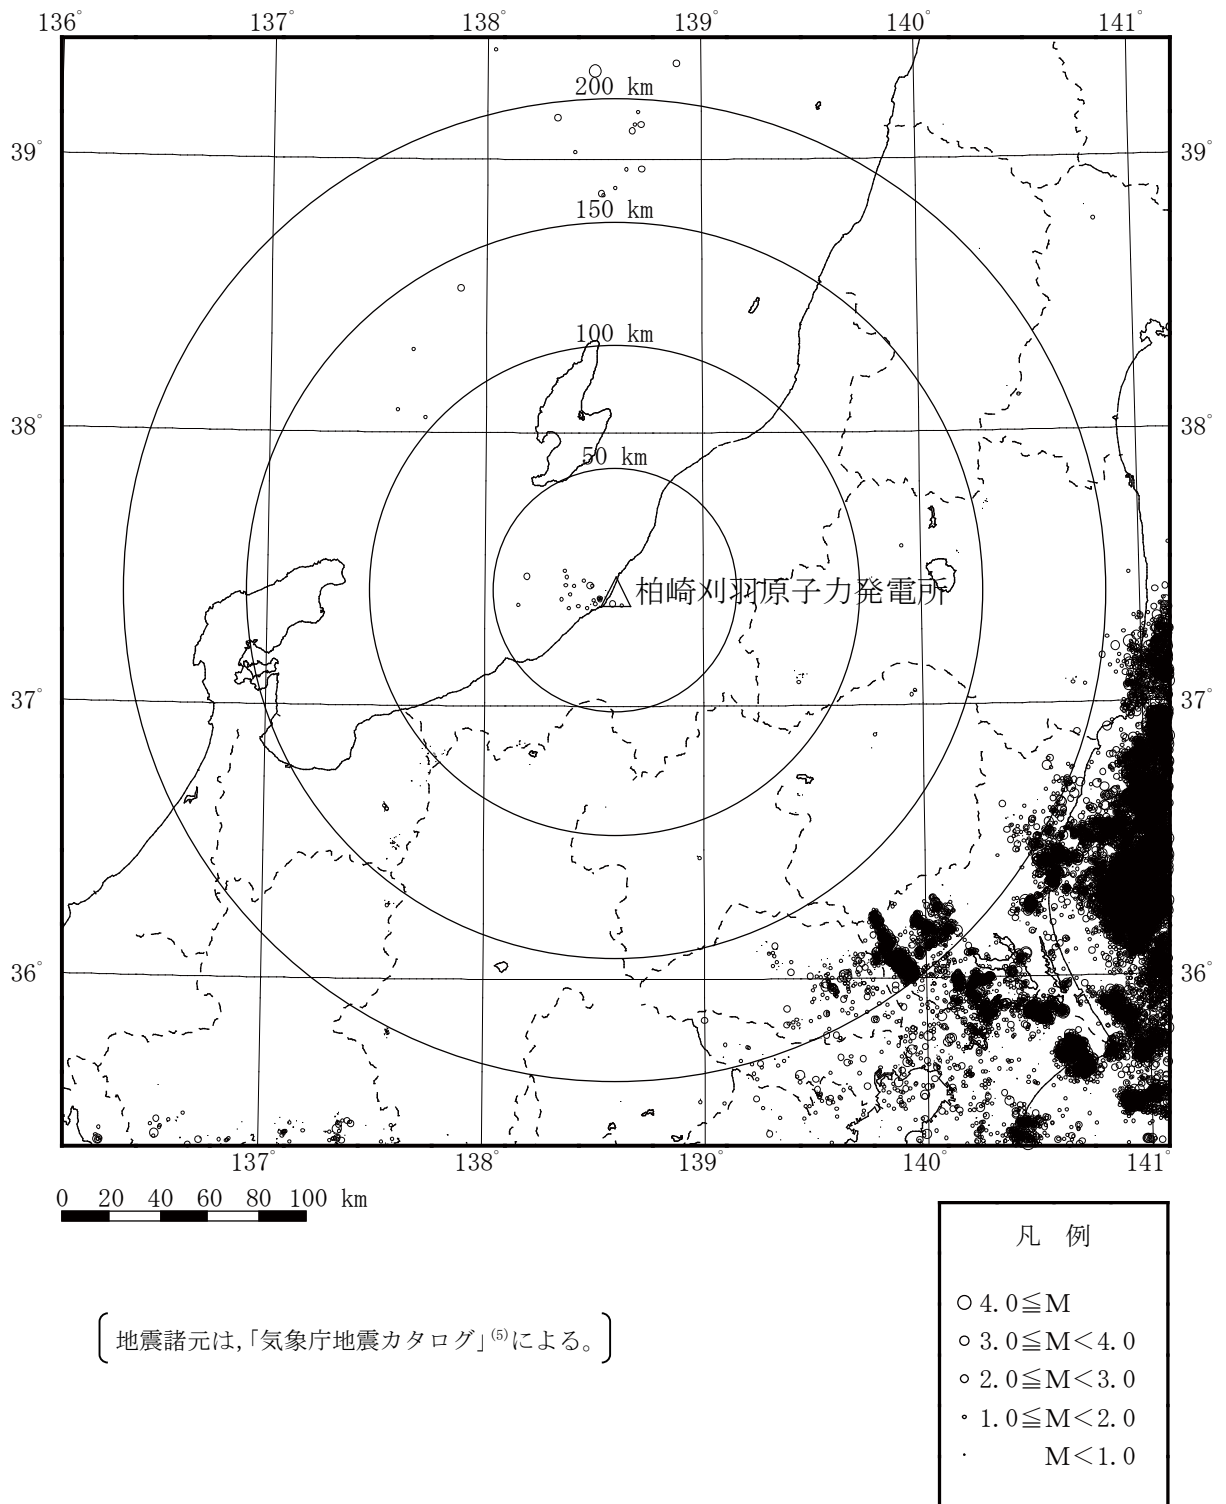 136° 137° 138° 139° 140° 141°
200 km
39° 39°
150 km
100 km
38° 38°
50 km
柏崎刈羽原子力発電所
37° 37°
36° 36°
137° 138° 139° 140° 141°
0 20 40 60 80 100 km
凡 例
4.0≦M
地震諸元は,「気象庁地震カタログ」(5)による。
3.0≦M<4.0
2.0≦M<3.0
1.0≦M<2.0
M<1.0